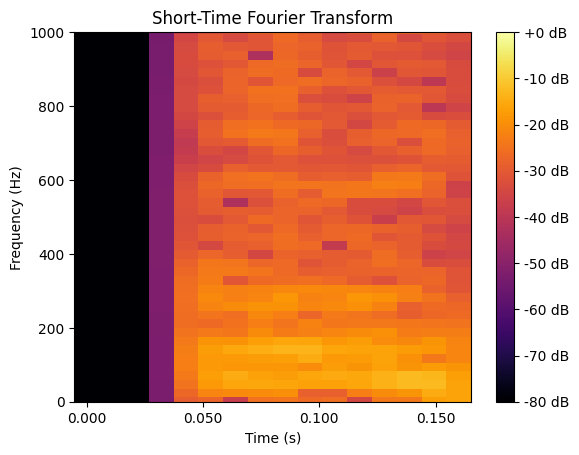 Short-Time Fourier Transform
1000
800
600
400
200
0
Frequency (Hz)
0.000
0.050
0.100
0.150
Time (s)
+0 dB
-10 dB
-20 dB
-30 dB
-40 dB
-50 dB
-60 dB
-70 dB
-80 dB